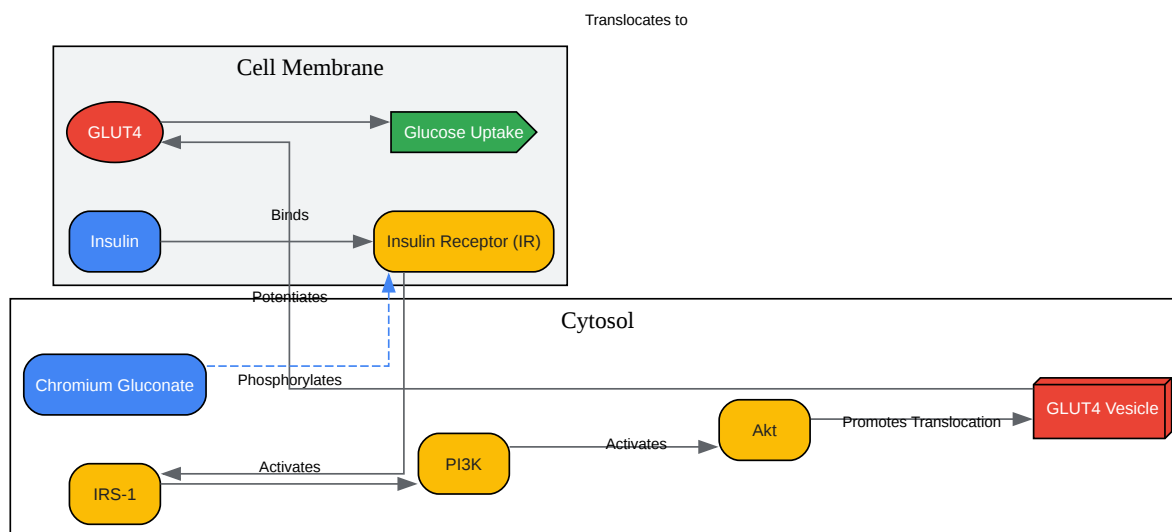 Translates to
Cell Membrane
GLUT4
Glucose Uptake
Binds
Insulin
Insulin Receptor (IR)
Potentiates
Cytosol
Chromium Gluconate
Phosphorylates
GLUT4 Vesicle
Promotes Translocation
Akt
Activates
PI3K
Activates
IRS-1